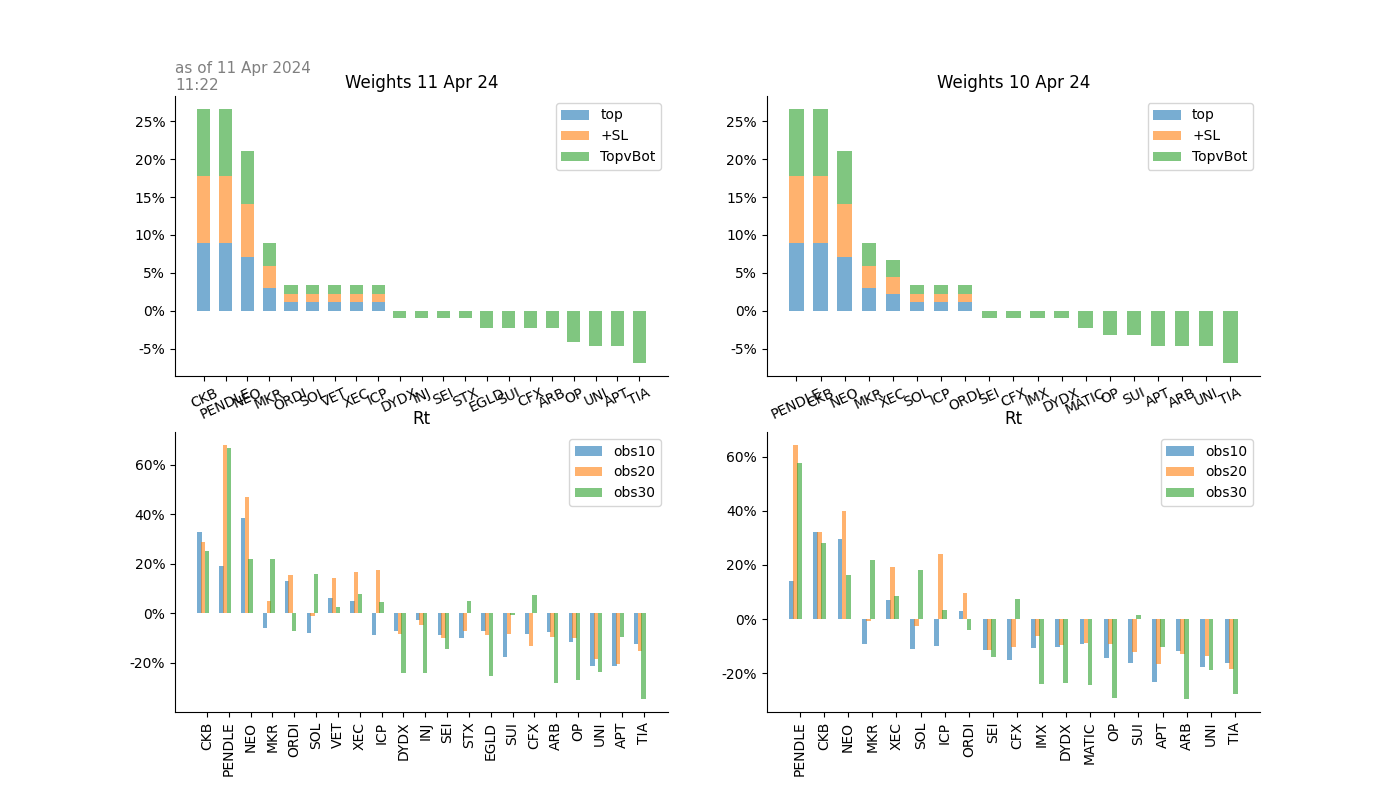 as of 11 Apr 2024
11:22
Weights 11 Apr 24
25%
20%
15%
10%
5%
0%
-5%
top
+SL
TopvBot
CKB PENDLE NEO MKR ORDI SOL VET XEC ICP DYDX INJ SEI STX EGLD SUI CFX ARB OP UNI APT TIA
Weights 10 Apr 24
25%
20%
15%
10%
5%
0%
-5%
top
+SL
TopvBot
PENDLE CKB NEO MKR XEC SOL ICP ORDI SEI CFX IMX DYDX MATIC OP SUI APT ARB UNI TIA
Rt
60%
40%
20%
0%
-20%
obs10
obs20
obs30
CKB PENDLE NEO MKR ORDI SOL VET XEC ICP DYDX INJ SEI STX EGLD SUI CFX ARB OP UNI APT TIA
Rt
60%
40%
20%
0%
-20%
obs10
obs20
obs30
PENDLE CKB NEO MKR XEC SOL ICP ORDI SEI CFX IMX DYDX MATIC OP SUI APT ARB UNI TIA